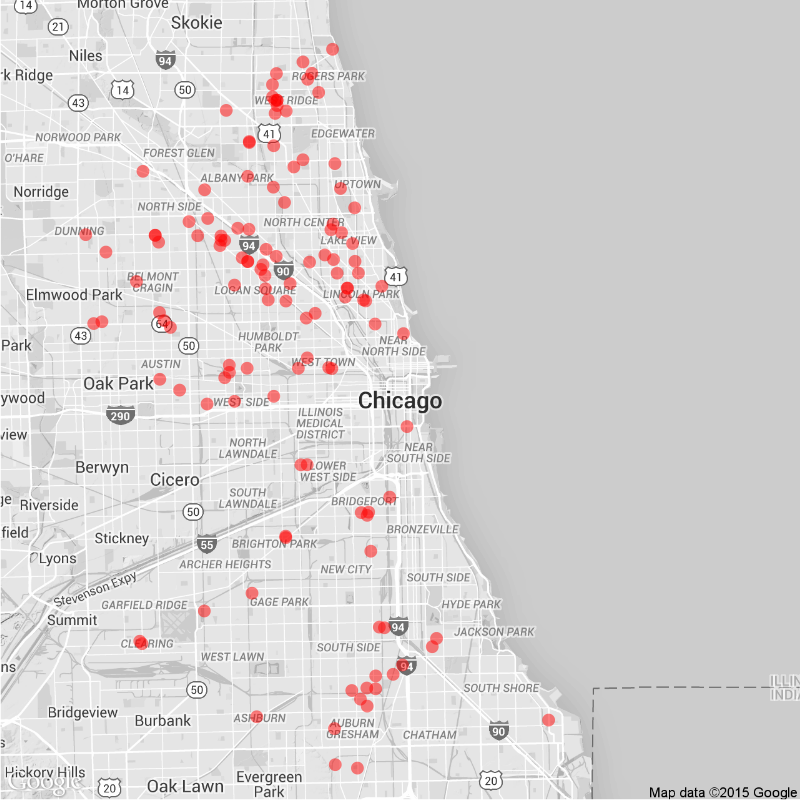 14
Morton Grove
21
Skokie
Niles
94
rk Ridge
14
50
ROGERS PARK
43
WEST RIDGE
41
NORWOOD PARK
EDGEWATER
O'HARE
FOREST GLEN
ALBANY PARK
UPTOWN
Norridge
NORTH SIDE
DUNNING
NORTH CENTER
94
LAKE VIEW
90
41
BELMONT
CRAGIN
LOGAN SQUARE
LINCOLN PARK
Elmwood Park
64
43
50
HUMBOLDT
PARK
NEAR
NORTH SIDE
Park
AUSTIN
WEST TOWN
Oak Park
ywood
WEST SIDE
Chicago
290
ILLINOIS
MEDICAL
DISTRICT
view
NORTH
LAWNDALE
NEAR
SOUTH SIDE
Berwyn
LOWER
WEST SIDE
Cicero
SOUTH
LAWNDALE
ge
Riverside
50
BRIDGEPORT
field
Stickney
55
BRIGHTON PARK
BRONZEVILLE
Lyons
ARCHER HEIGHTS
NEW CITY
SOUTH SIDE
Stevenson Expy
GARFIELD RIDGE
GAGE PARK
HYDE PARK
Summit
94
JACKSON PARK
CLEARING
SOUTH SIDE
WEST LAWN
94
ns
50
SOUTH SHORE
ILLIN
INDIA
Bridgeview
Burbank
ASHBURN
AUBURN
GRESHAM
CHATHAM
90
s
Hickory Hills
Google
20
Oak Lawn
Evergreen
Park
20
Map data ©2015 Google